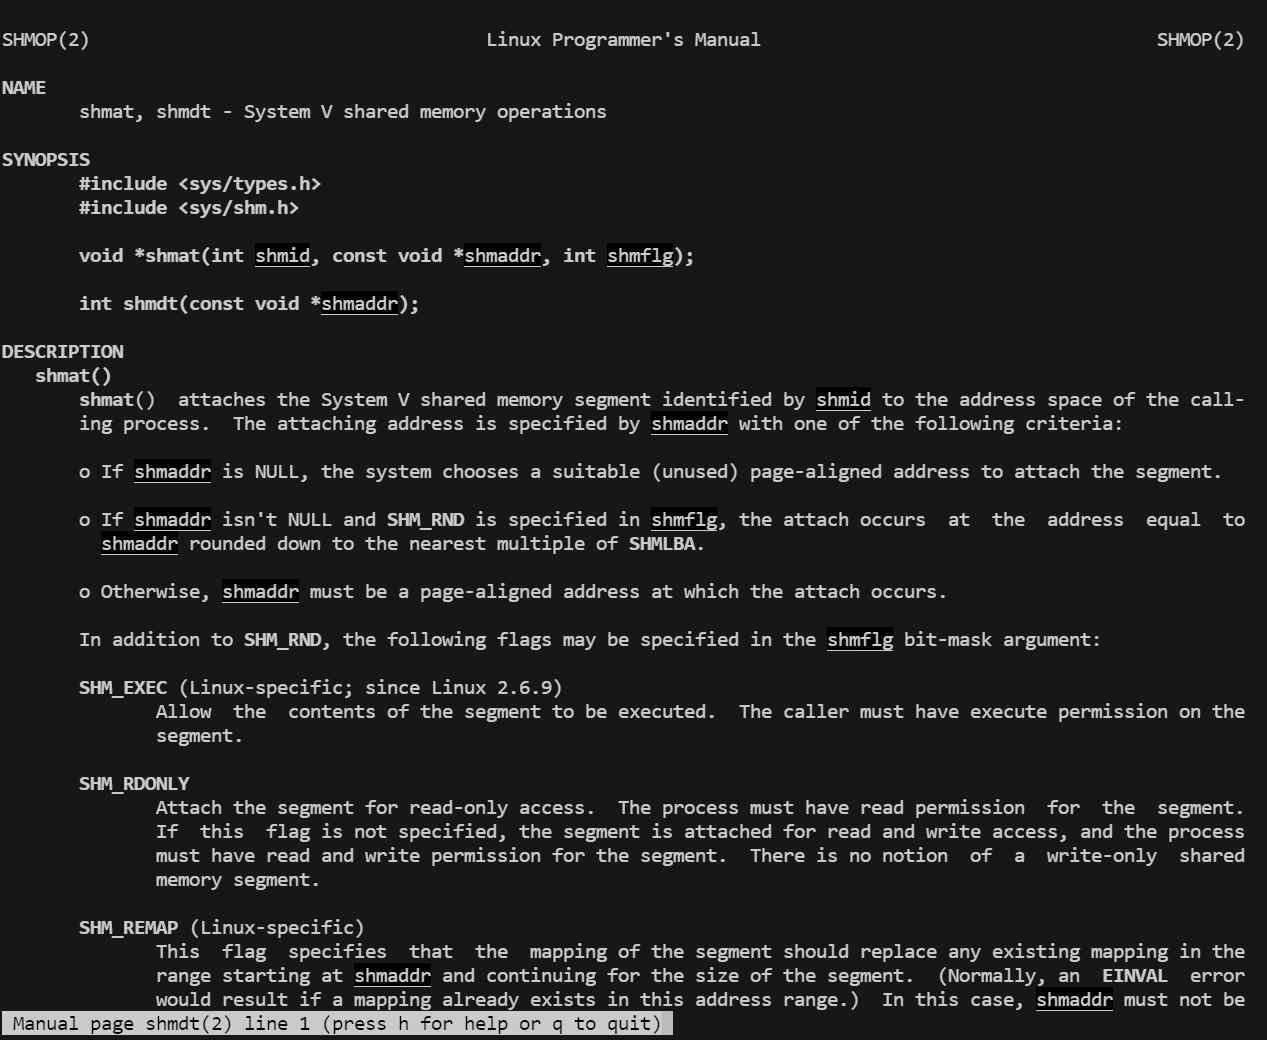 SHMOP(2)                                    Linux Programmer's Manual                                    SHMOP(2)

NAME
       shmat, shmdt - System V shared memory operations

SYNOPSIS
       #include <sys/types.h>
       #include <sys/shm.h>

       void *shmat(int shmid, const void *shmaddr, int shmflg);

       int shmdt(const void *shmaddr);

DESCRIPTION
   shmat()
       shmat()  attaches the System V shared memory segment identified by shmid to the address space of the call-
       ing process.  The attaching address is specified by shmaddr with one of the following criteria:

       o If shmaddr is NULL, the system chooses a suitable (unused) page-aligned address to attach the segment.

       o If shmaddr isn't NULL and SHM_RND is specified in shmflg, the attach occurs  at  the  address  equal  to
         shmaddr rounded down to the nearest multiple of SHMLBA.

       o Otherwise, shmaddr must be a page-aligned address at which the attach occurs.

       In addition to SHM_RND, the following flags may be specified in the shmflg bit-mask argument:

       SHM_EXEC (Linux-specific; since Linux 2.6.9)
              Allow  the  contents of the segment to be executed.  The caller must have execute permission on the
              segment.

       SHM_RDONLY
              Attach the segment for read-only access.  The process must have read permission  for  the  segment.
              If  this  flag is not specified, the segment is attached for read and write access, and the process
              must have read and write permission for the segment.  There is no notion  of  a  write-only  shared
              memory segment.

       SHM_REMAP (Linux-specific)
              This  flag  specifies  that  the  mapping of the segment should replace any existing mapping in the
              range starting at shmaddr and continuing for the size of the segment.  (Normally, an  EINVAL  error
              would result if a mapping already exists in this address range.)  In this case, shmaddr must not be
 Manual page shmdt(2) line 1 (press h for help or q to quit)